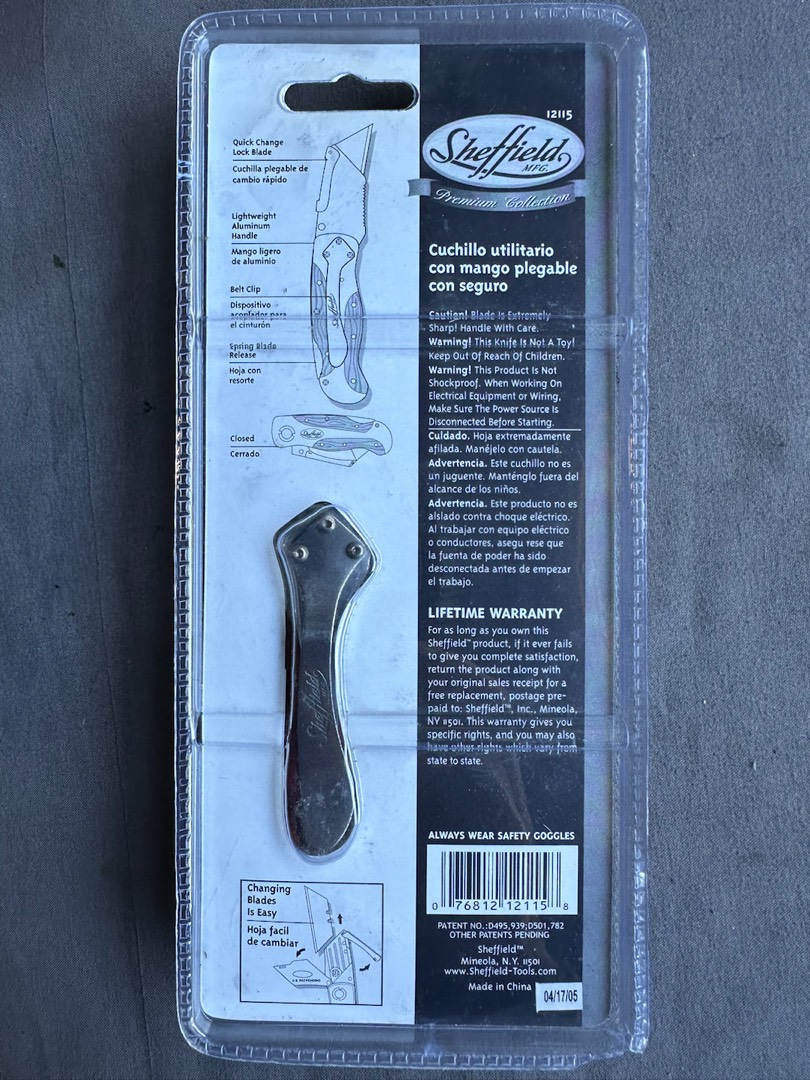 12115
Sheffield
MFG.
Premium Collection
Quick Change
Lock Blade
Cuchilla plegable de
cambio rápido
Lightweight
Aluminum
Handle
Mango ligero
de aluminio
Belt Clip
Dispositivo
acoplador para
el cinturón
Spring Blade
Release
Hoja con
resorte
Closed
Cerrado
Sheffield
Changing
Blades
Is Easy
Hoja facil
de cambiar
Cuchillo utilitario
con mango plegable
con seguro
Caution! Blade Is Extremely
Sharp! Handle With Care.
Warning! This Knife Is Not A Toy!
Keep Out Of Reach Of Children.
Warning! This Product Is Not
Shockproof. When Working On
Electrical Equipment or Wiring,
Make Sure The Power Source Is
Disconnected Before Starting.
Cuidado. Hoja extremadamente
afilada. Manéjelo con cautela.
Advertencia. Este cuchillo no es
un juguente. Manténglo fuera del
alcance de los niños.
Advertencia. Este producto no es
aislado contra choque eléctrico.
Al trabajar con equipo eléctrico
o conductores, asegu rese que
la fuenta de poder ha sido
desconectada antes de empezar
el trabajo.
LIFETIME WARRANTY
For as long as you own this
Sheffield™ product, if it ever fails
to give you complete satisfaction,
return the product along with
your original sales receipt for a
free replacement, postage pre-
paid to: Sheffield™, Inc., Mineola,
NY 11501. This warranty gives you
specific rights, and you may also
have other rights which vary from
state to state.
ALWAYS WEAR SAFETY GOGGLES
0 76812 12115 8
PATENT NO.:D495,939;D501,782
OTHER PATENTS PENDING
Sheffield™
Mineola, N.Y. 11501
www.Sheffield-Tools.com
Made in China
04/17/05